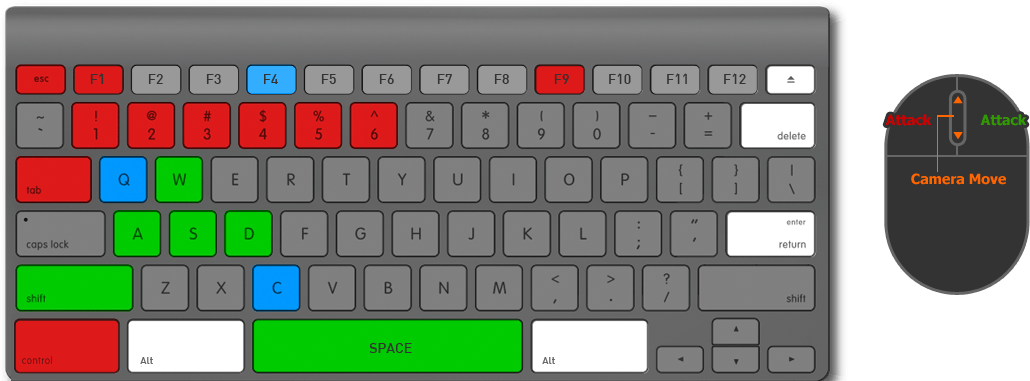 esc F1 F2 F3 F4 F5 F6 F7 F8 F9 F10 F11 F12
~ ! @ # $ % ^ & * ( ) – +
` 1 2 3 4 5 6 7 8 9 0 - =
delete
Attack Attack
tab Q W E R T Y U I O P { [ } ] | \
Camera Move
caps lock A S D F G H J K L : ; " ' enter return
shift Z X C V B N M < , > . ? / shift
control Alt SPACE Alt